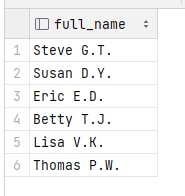 full_name
1 Steve G.T.
2 Susan D.Y.
3 Eric E.D.
4 Betty T.J.
5 Lisa V.K.
6 Thomas P.W.